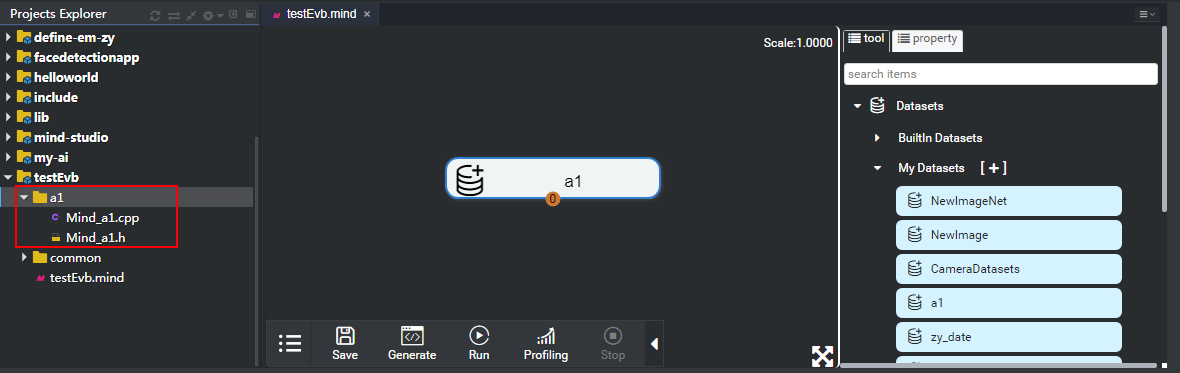 Projects Explorer
define-em-zy
facedetectionapp
helloworld
include
lib
mind-studio
my-ai
testEvb
a1
Mind_a1.cpp
Mind_a1.h
common
testEvb.mind
testEvb.mind ×
Scale:1.0000
a1
0
Save
Generate
Run
Profiling
Stop
tool
property
search items
Datasets
BuiltIn Datasets
My Datasets [+]
NewImageNet
NewImage
CameraDatasets
a1
zy_date